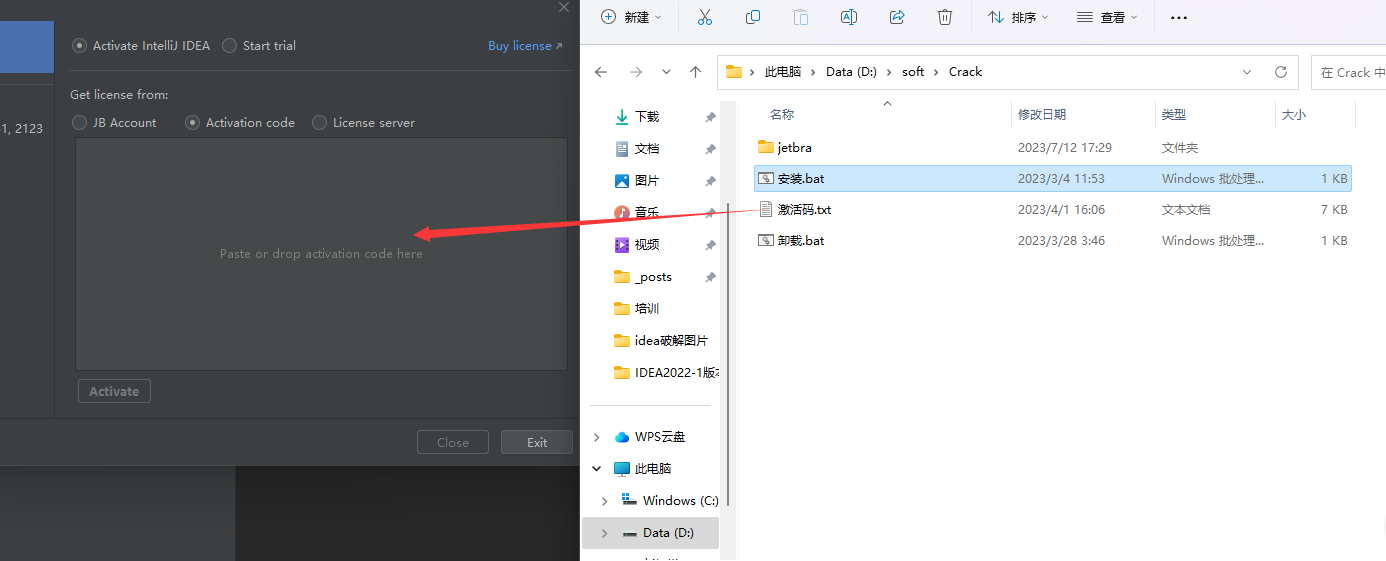 Activate IntelliJ IDEA
Start trial
Buy license
1, 2123
Get license from:
JB Account
Activation code
License server
Paste or drop activation code here
Activate
Close
Exit
新建
排序
查看
此电脑 > Data (D:) > soft > Crack
在 Crack 中
下载
文档
图片
音乐
视频
_posts
培训
idea破解图片
IDEA2022-1版
WPS云盘
此电脑
Windows (C:)
Data (D:)
名称 修改日期 类型 大小
jetbra 2023/7/12 17:29 文件夹
安装.bat 2023/3/4 11:53 Windows 批处理... 1 KB
激活码.txt 2023/4/1 16:06 文本文档 7 KB
卸载.bat 2023/3/28 3:46 Windows 批处理... 1 KB